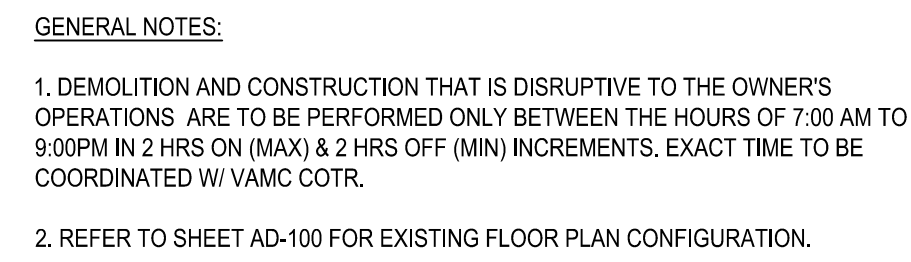 GENERAL NOTES:
1. DEMOLITION AND CONSTRUCTION THAT IS DISRUPTIVE TO THE OWNER'S
OPERATIONS  ARE TO BE PERFORMED ONLY BETWEEN THE HOURS OF 7:00 AM TO
9:00PM IN 2 HRS ON (MAX) & 2 HRS OFF (MIN) INCREMENTS. EXACT TIME TO BE
COORDINATED W/ VAMC COTR.
2. REFER TO SHEET AD-100 FOR EXISTING FLOOR PLAN CONFIGURATION.